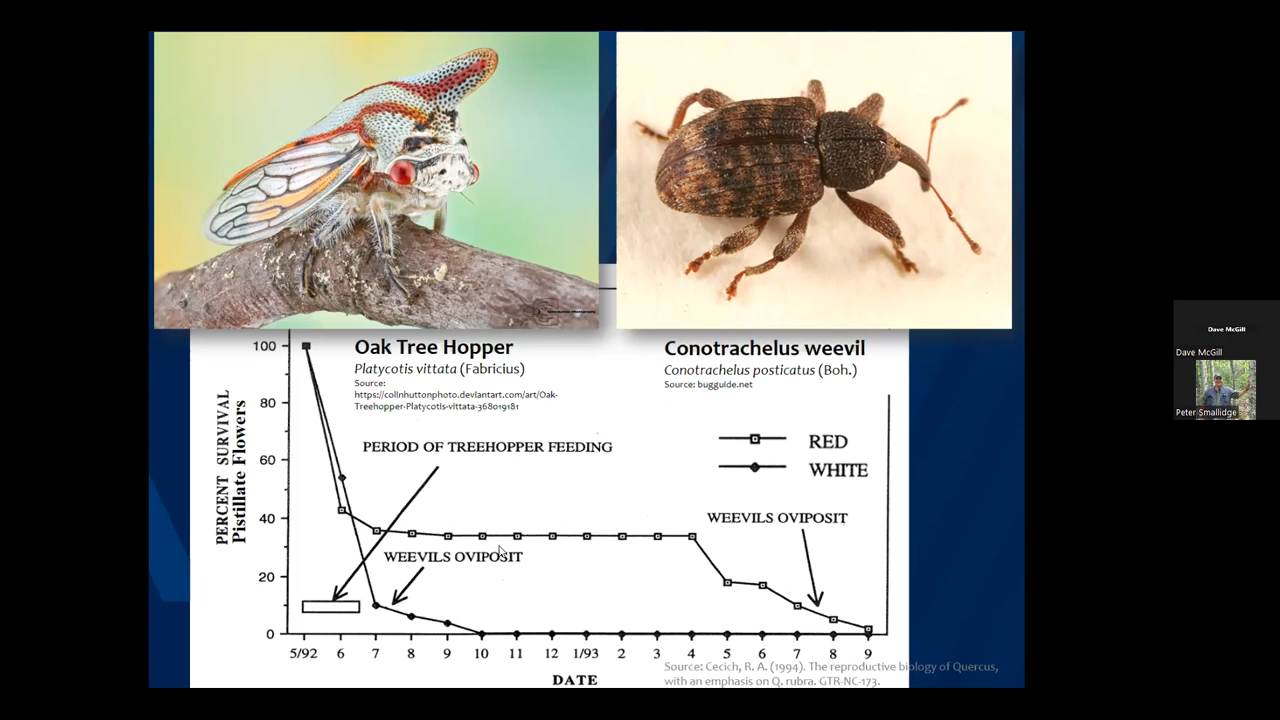 Oak Tree Hopper
Platycotis vittata (Fabricius)
Source:
https://colinhuttonphoto.deviantart.com/art/Oak-
Treehopper-Platycotis-vittata-368019181
Conotrachelus weevil
Conotrachelus posticatus (Boh.)
Source: bugguide.net
PERCENT SURVIVAL
Pistillate Flowers
100
80
60
40
20
0
PERIOD OF TREEHOPPER FEEDING
RED
WHITE
WEEVILS OVIPOSIT
WEEVILS OVIPOSIT
5/92 6 7 8 9 10 11 12 1/93 2 3 4 5 6 7 8 9
DATE
Source: Cecich, R. A. (1994). The reproductive biology of Quercus,
with an emphasis on Q. rubra. GTR-NC-173.
Dave McGill
Dave McGill
Peter Smallidge